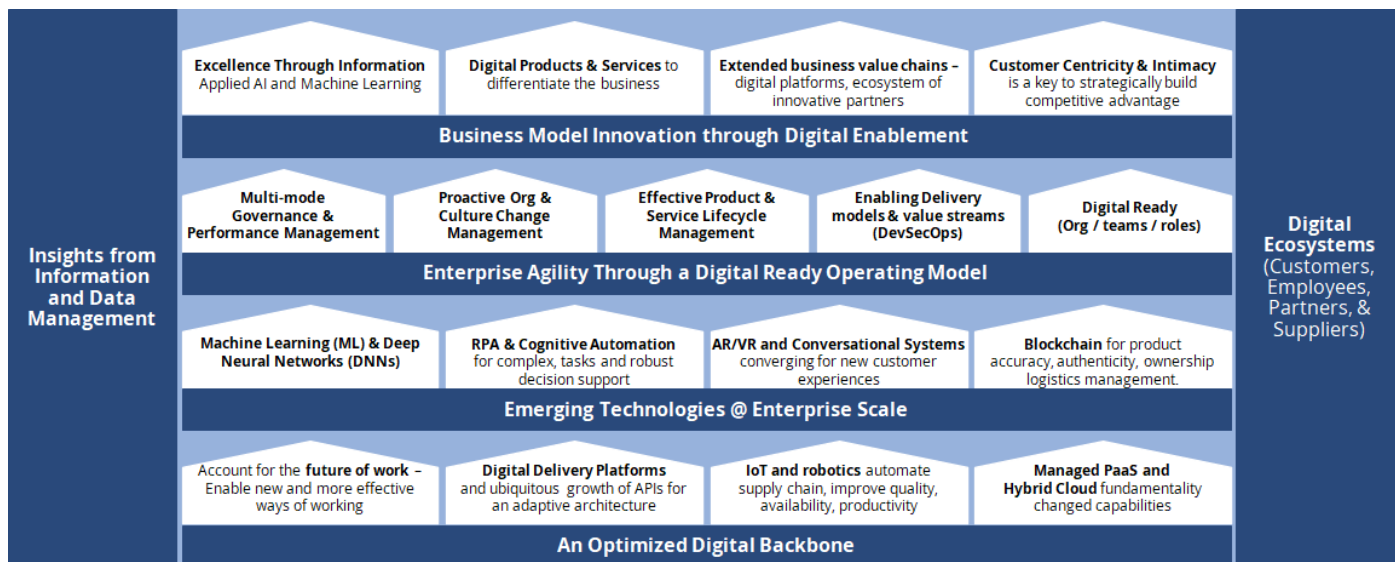 Insights from
Information
and Data
Management
Excellence Through Information
Applied AI and Machine Learning
Digital Products & Services to
differentiate the business
Extended business value chains –
digital platforms, ecosystem of
innovative partners
Customer Centricity & Intimacy
is a key to strategically build
competitive advantage
Business Model Innovation through Digital Enablement
Multi-mode
Governance &
Performance Management
Proactive Org &
Culture Change
Management
Effective Product &
Service Lifecycle
Management
Enabling Delivery
models & value streams
(DevSecOps)
Digital Ready
(Org / teams / roles)
Enterprise Agility Through a Digital Ready Operating Model
Machine Learning (ML) & Deep
Neural Networks (DNNs)
RPA & Cognitive Automation
for complex, tasks and robust
decision support
AR/VR and Conversational Systems
converging for new customer
experiences
Blockchain for product
accuracy, authenticity, ownership
logistics management.
Emerging Technologies @ Enterprise Scale
Account for the future of work –
Enable new and more effective
ways of working
Digital Delivery Platforms
and ubiquitous growth of APIs for
an adaptive architecture
IoT and robotics automate
supply chain, improve quality,
availability, productivity
Managed PaaS and
Hybrid Cloud fundamentality
changed capabilities
An Optimized Digital Backbone
Digital
Ecosystems
(Customers,
Employees,
Partners, &
Suppliers)